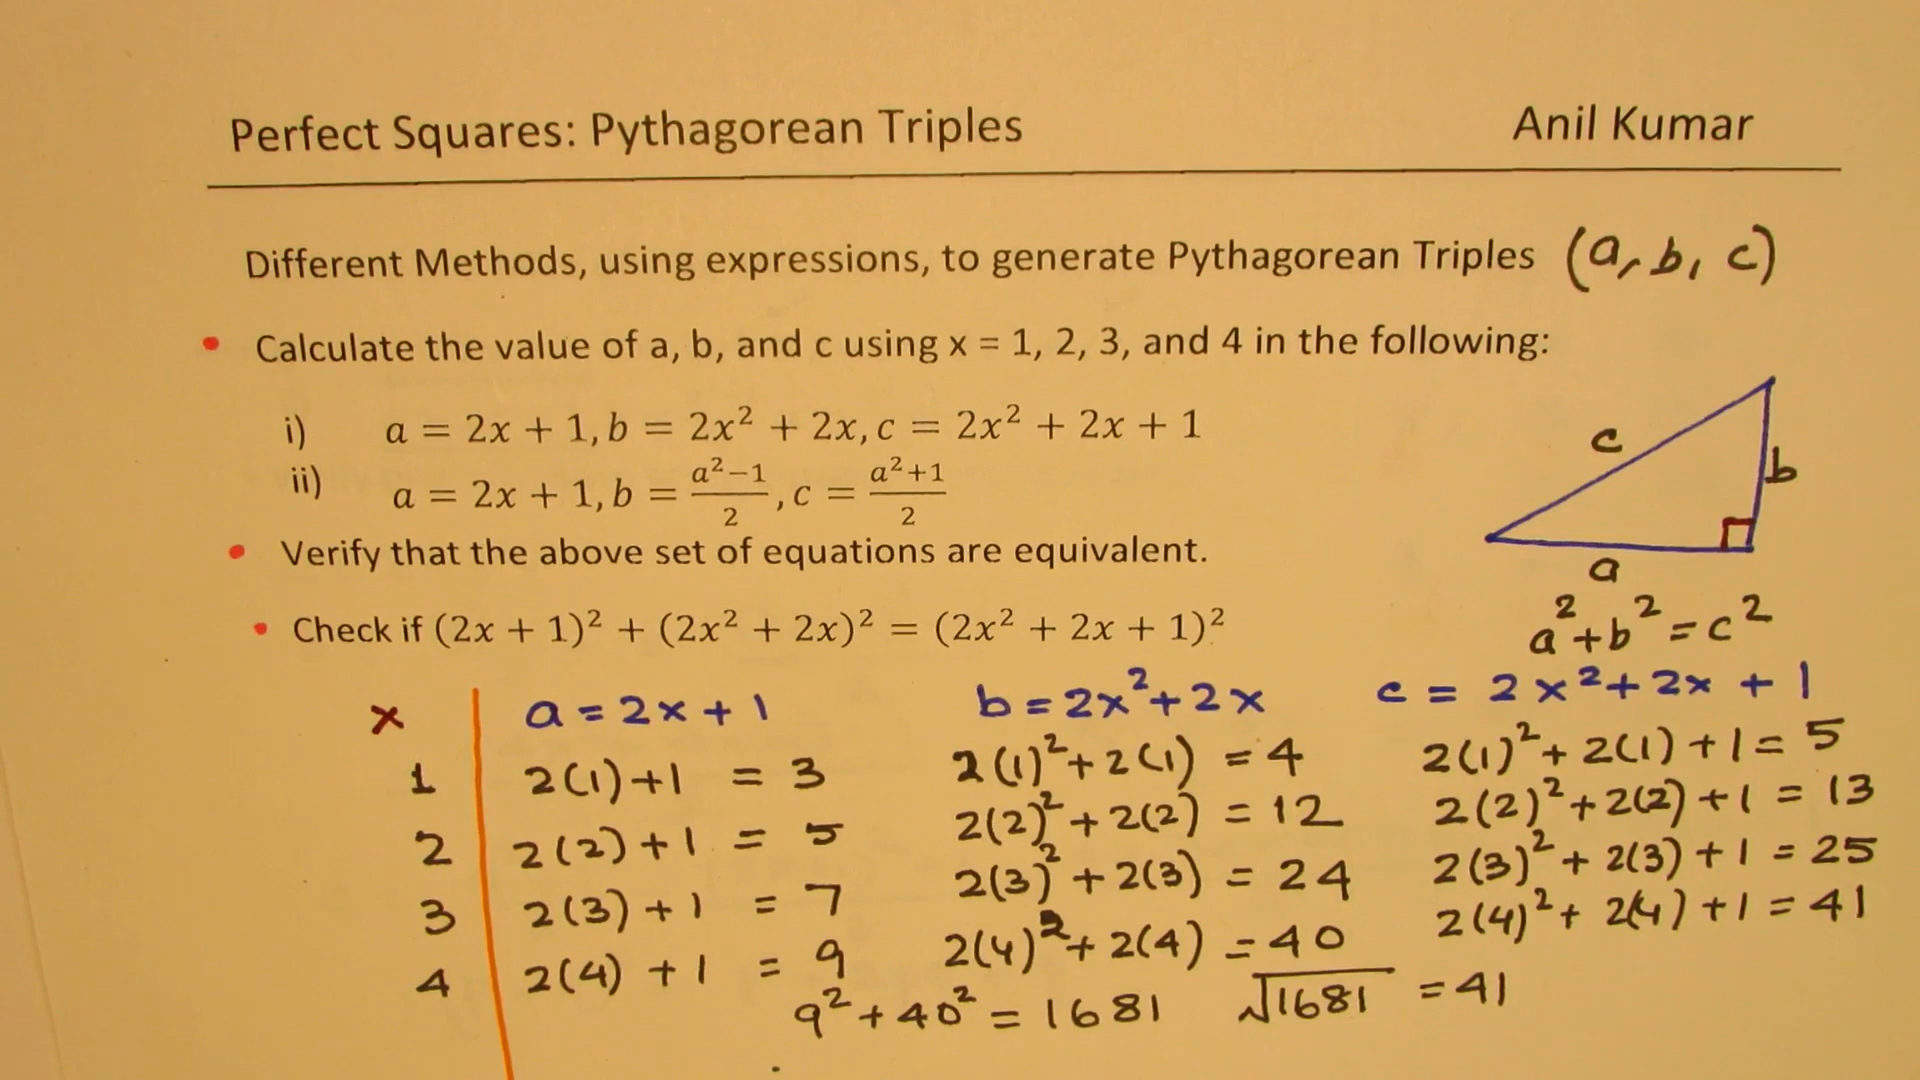 Perfect Squares: Pythagorean Triples Anil Kumar
Different Methods, using expressions, to generate Pythagorean Triples (a, b, c)
• Calculate the value of a, b, and c using x = 1, 2, 3, and 4 in the following:
i) a = 2x + 1, b = 2x² + 2x, c = 2x² + 2x + 1
ii) a = 2x + 1, b = (a²−1)/2, c = (a²+1)/2
c
b
a
• Verify that the above set of equations are equivalent.
• Check if (2x + 1)² + (2x² + 2x)² = (2x² + 2x + 1)²
a² + b² = c²
x a = 2x + 1 b = 2x² + 2x c = 2x² + 2x + 1
1 2(1)+1 = 3 2(1)² + 2(1) = 4 2(1)² + 2(1) + 1 = 5
2 2(2)+1 = 5 2(2)² + 2(2) = 12 2(2)² + 2(2) + 1 = 13
3 2(3)+1 = 7 2(3)² + 2(3) = 24 2(3)² + 2(3) + 1 = 25
4 2(4)+1 = 9 2(4)² + 2(4) = 40 2(4)² + 2(4) + 1 = 41
9² + 40² = 1681 √1681 = 41